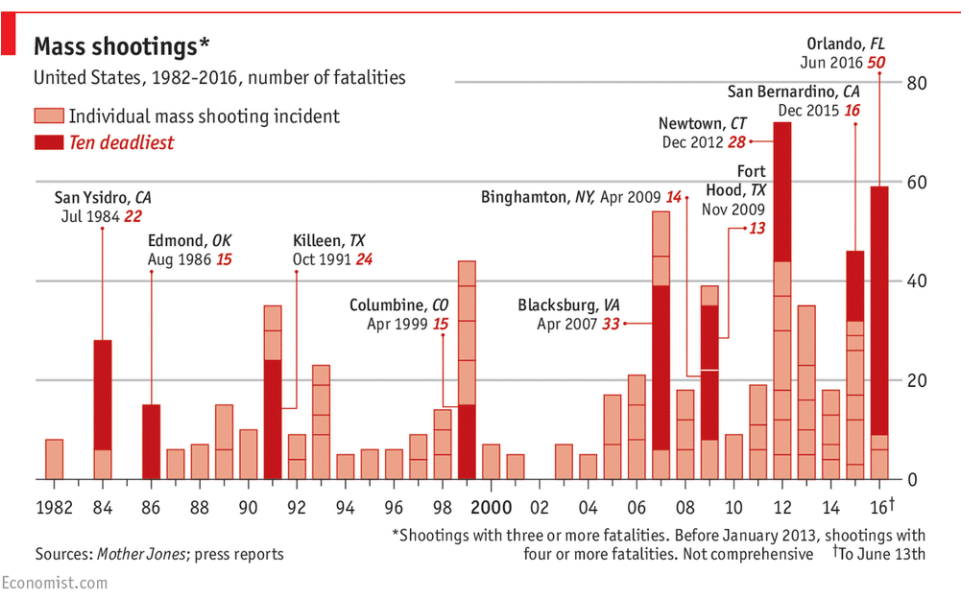 Mass shootings*
United States, 1982-2016, number of fatalities
Individual mass shooting incident
Ten deadliest
San Ysidro, CA
Jul 1984 22
Edmond, OK
Aug 1986 15
Killeen, TX
Oct 1991 24
Columbine, CO
Apr 1999 15
Blacksburg, VA
Apr 2007 33
Binghamton, NY, Apr 2009 14
Fort
Hood, TX
Nov 2009
13
Newtown, CT
Dec 2012 28
San Bernardino, CA
Dec 2015 16
Orlando, FL
Jun 2016 50
80
60
40
20
0
1982 84 86 88 90 92 94 96 98 2000 02 04 06 08 10 12 14 16†
*Shootings with three or more fatalities. Before January 2013, shootings with
four or more fatalities. Not comprehensive †To June 13th
Sources: Mother Jones; press reports
Economist.com